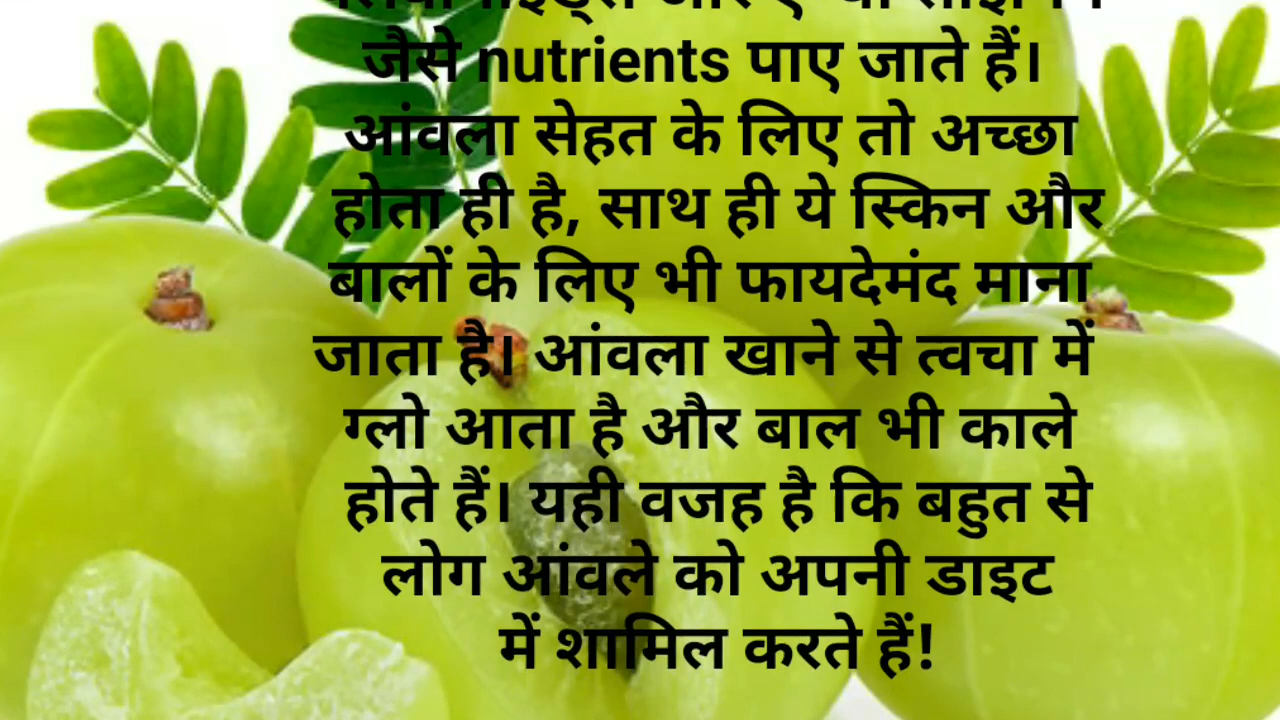 जैसे nutrients पाए जाते हैं।
आंवला सेहत के लिए तो अच्छा
होता ही है, साथ ही ये स्किन और
बालों के लिए भी फायदेमंद माना
जाता है। आंवला खाने से त्वचा में
ग्लो आता है और बाल भी काले
होते हैं। यही वजह है कि बहुत से
लोग आंवले को अपनी डाइट
में शामिल करते हैं!